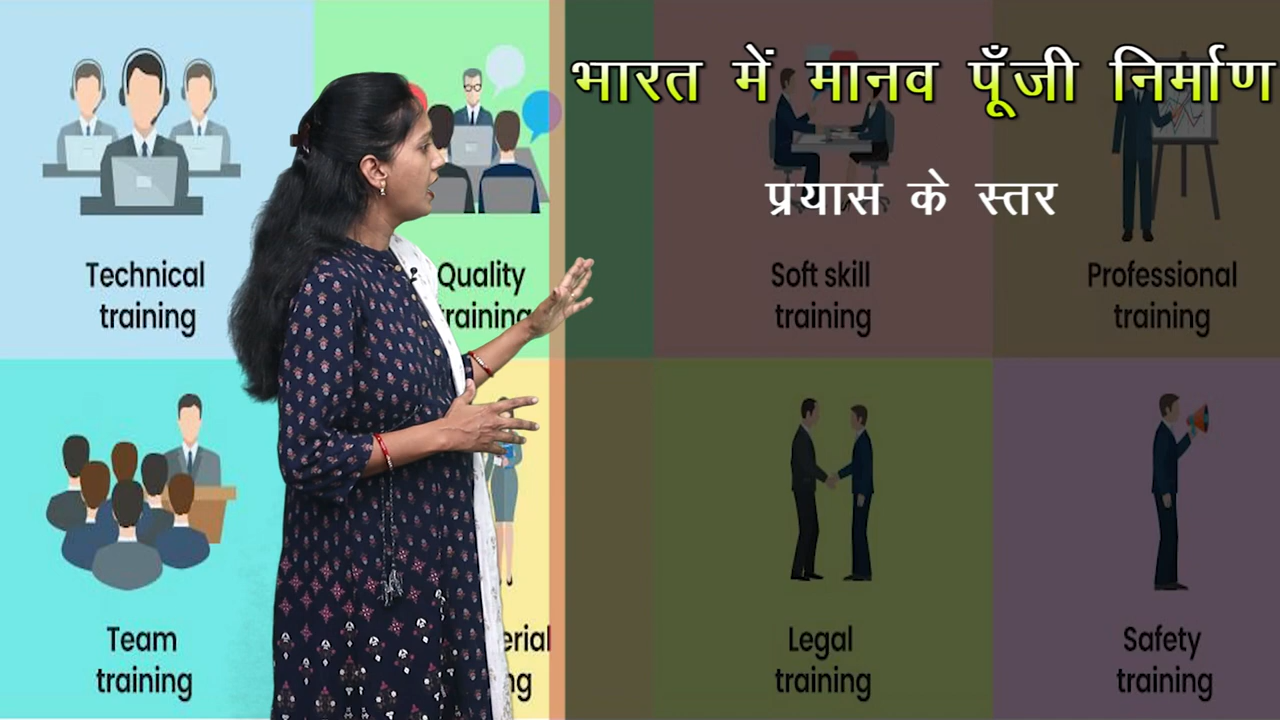 भारत में मानव पूँजी निर्माण
प्रयास के स्तर
Technical
training
Quality
training
Soft skill
training
Professional
training
Team
training
Legal
training
Safety
training